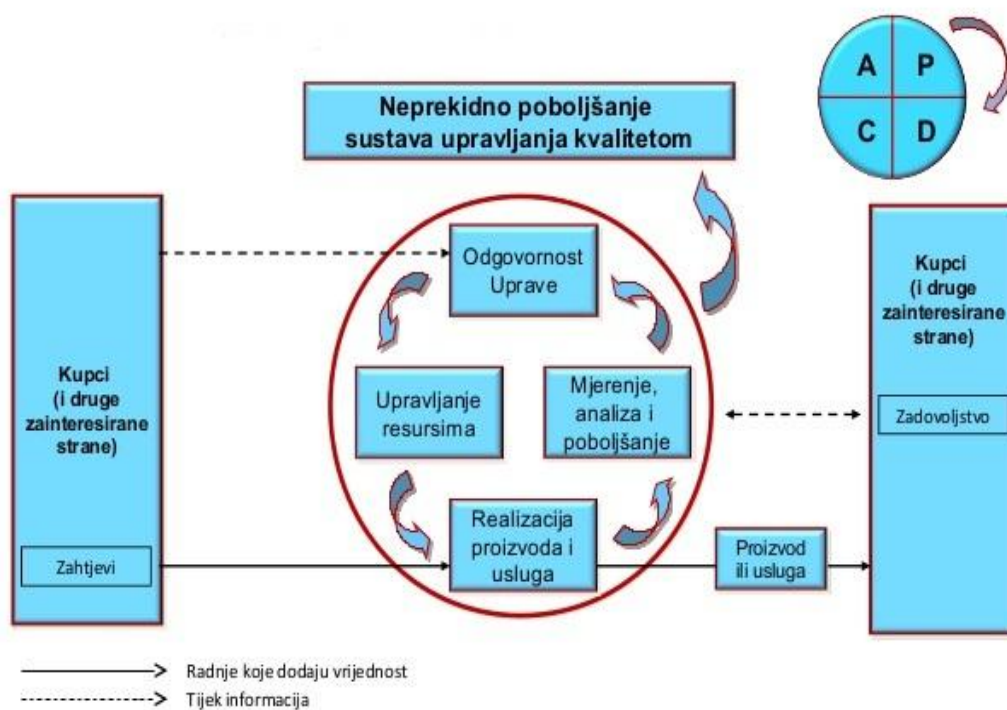 A P
C D
Neprekidno poboljšanje
sustava upravljanja kvalitetom
Kupci
(i druge
zainteresirane
strane)
Zahtjevi
Odgovornost
Uprave
Upravljanje
resursima
Mjerenje,
analiza i
poboljšanje
Realizacija
proizvoda i
usluga
Proizvod
ili usluga
Kupci
(i druge
zainteresirane
strane)
Zadovoljstvo
Radnje koje dodaju vrijednost
Tijek informacija